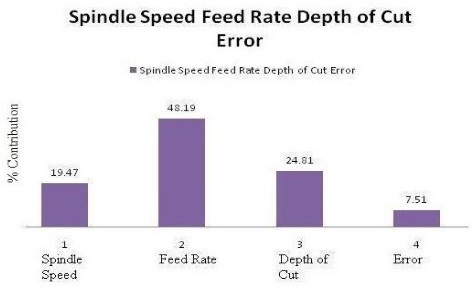 Spindle Speed Feed Rate Depth of Cut
Error
Spindle Speed Feed Rate Depth of Cut Error
% Contribution
19.47
48.19
24.81
7.51
1
2
3
4
Spindle
Speed
Feed Rate
Depth of
Cut
Error